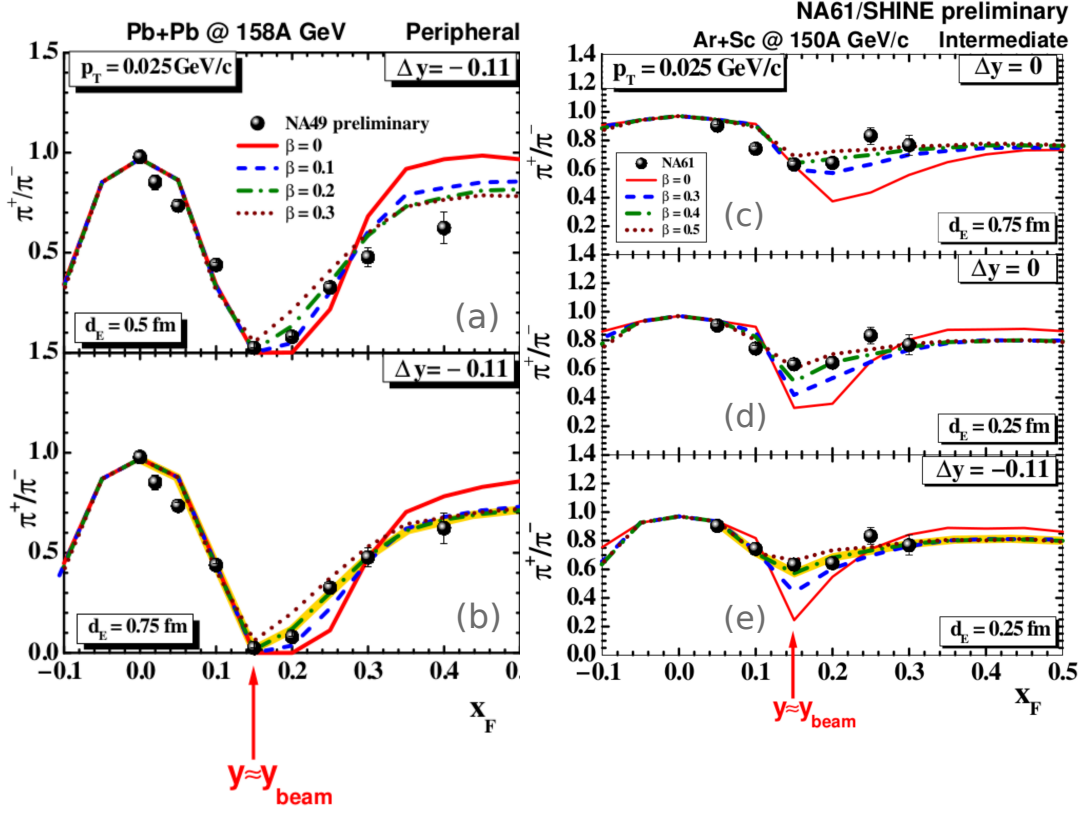 NA61/SHINE preliminary
Pb+Pb @ 158A GeV Peripheral
Ar+Sc @ 150A GeV/c Intermediate
1.5
p_T = 0.025 GeV/c
Δy= − 0.11
NA49 preliminary
β = 0
β = 0.1
β = 0.2
β = 0.3
1.0
π⁺/π⁻
0.5
(a)
d_E = 0.5 fm
1.5
Δy= − 0.11
1.0
π⁺/π⁻
0.5
(b)
d_E = 0.75 fm
0.0
−0.1 0.0 0.1 0.2 0.3 0.4 0.5
x_F
y≈y_beam
1.4
p_T = 0.025 GeV/c
Δy = 0
1.2
1.0
π⁺/π⁻
0.8
NA61
β = 0
β = 0.3
β = 0.4
β = 0.5
0.6
0.4
(c)
d_E = 0.75 fm
1.4
Δy = 0
1.2
1.0
π⁺/π⁻
0.8
0.6
0.4
(d)
d_E = 0.25 fm
1.4
Δy = −0.11
1.2
1.0
π⁺/π⁻
0.8
0.6
0.4
(e)
0.2
d_E = 0.25 fm
0.0
−0.1 0.0 0.1 0.2 0.3 0.4 0.5
x_F
y≈y_beam